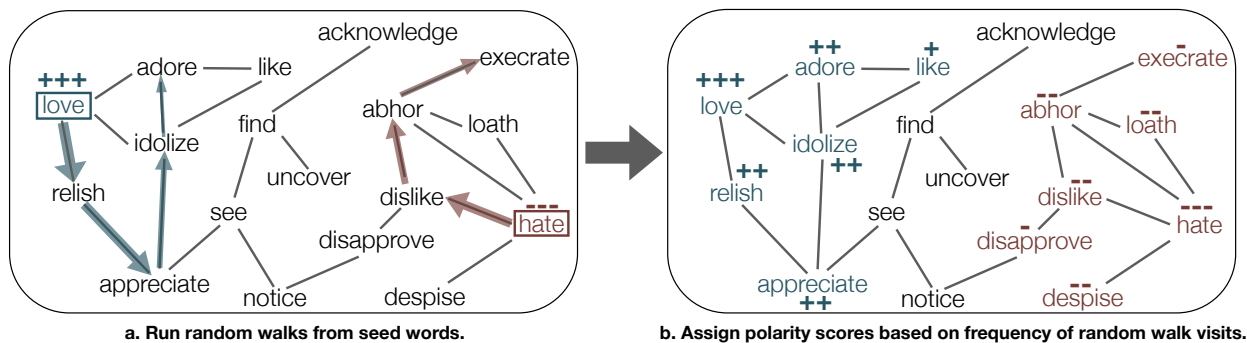 acknowledge
execrate
+++
adore
like
love
abhor
loath
find
idolize
uncover
relish
dislike
---
see
hate
disapprove
appreciate
notice
despise
a. Run random walks from seed words.
acknowledge
++
+
-
execrate
adore
like
+++
love
--
abhor
--
loath
find
idolize
++
++
uncover
relish
--
dislike
---
see
hate
-
disapprove
appreciate
++
notice
--
despise
b. Assign polarity scores based on frequency of random walk visits.